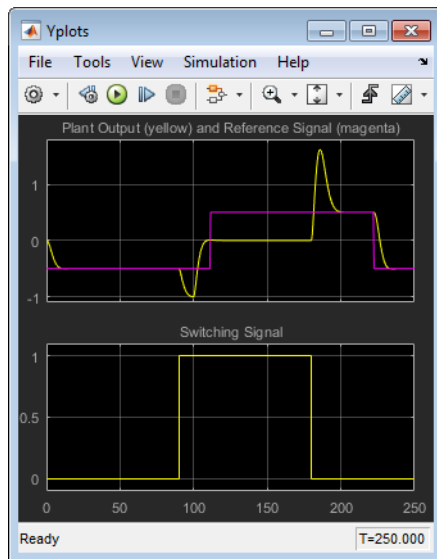 Yplots
File Tools View Simulation Help
Plant Output (yellow) and Reference Signal (magenta)
1
0
-1
Switching Signal
1
0.5
0
0 50 100 150 200 250
Ready T=250.000